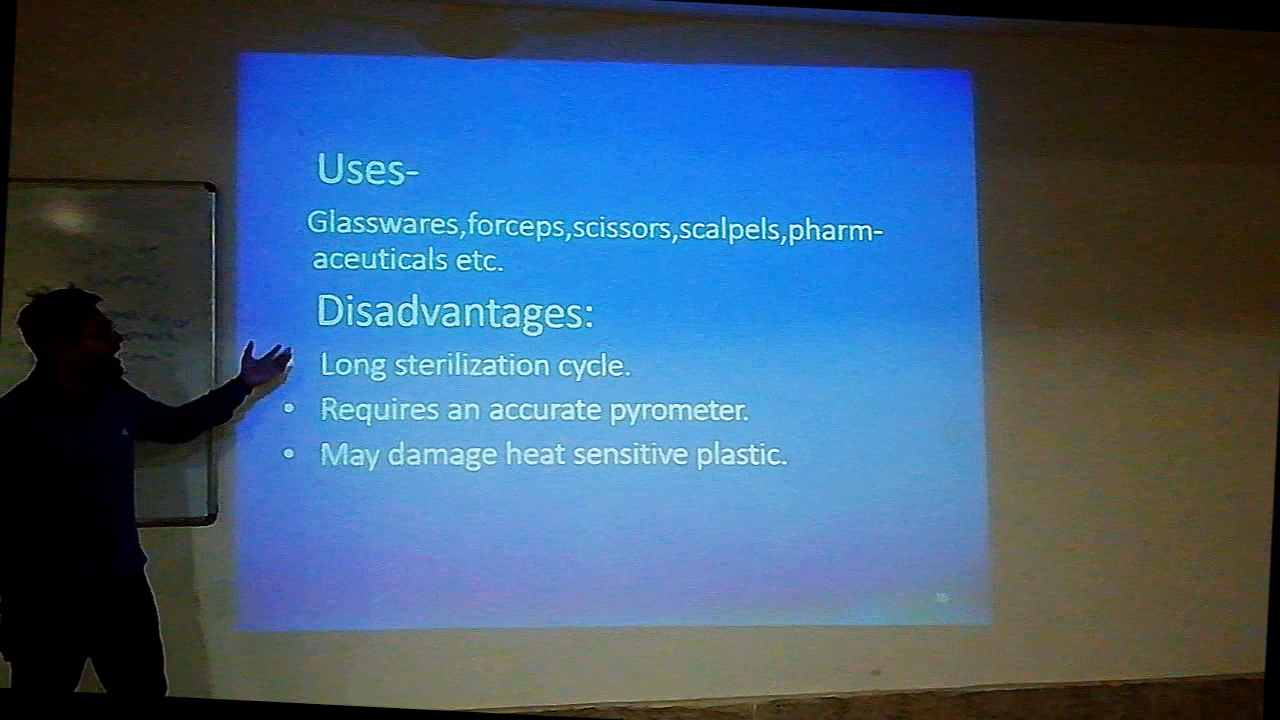 Uses-
Glasswares,forceps,scissors,scalpels,pharm-
aceuticals etc.
Disadvantages:
Long sterilization cycle.
• Requires an accurate pyrometer.
• May damage heat sensitive plastic.